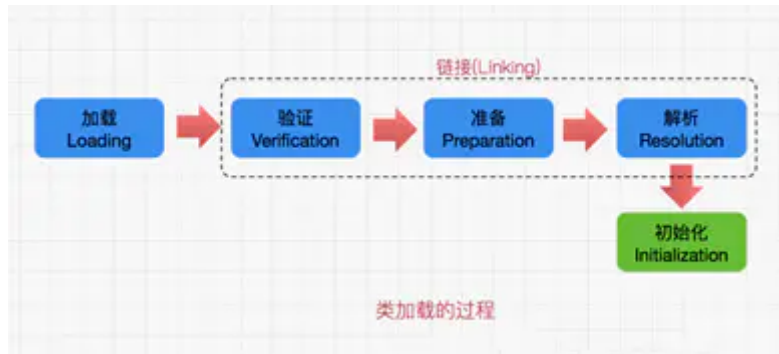 链接(Linking)
加载
Loading
验证
Verification
准备
Preparation
解析
Resolution
初始化
Initialization
类加载的过程